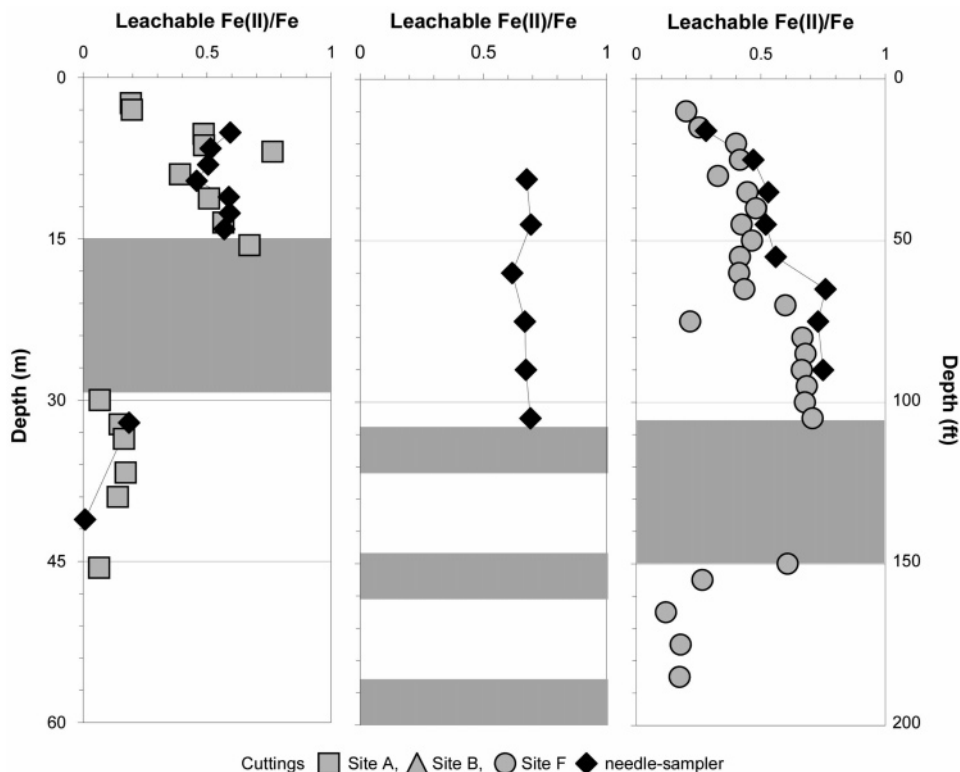 Leachable Fe(II)/Fe Leachable Fe(II)/Fe Leachable Fe(II)/Fe
0 0.5 1 0 0.5 1 0 0.5 1
0 0
15 50
30 100
45 150
60 200
Depth (m)
Depth (ft)
Cuttings Site A, Site B, Site F needle-sampler